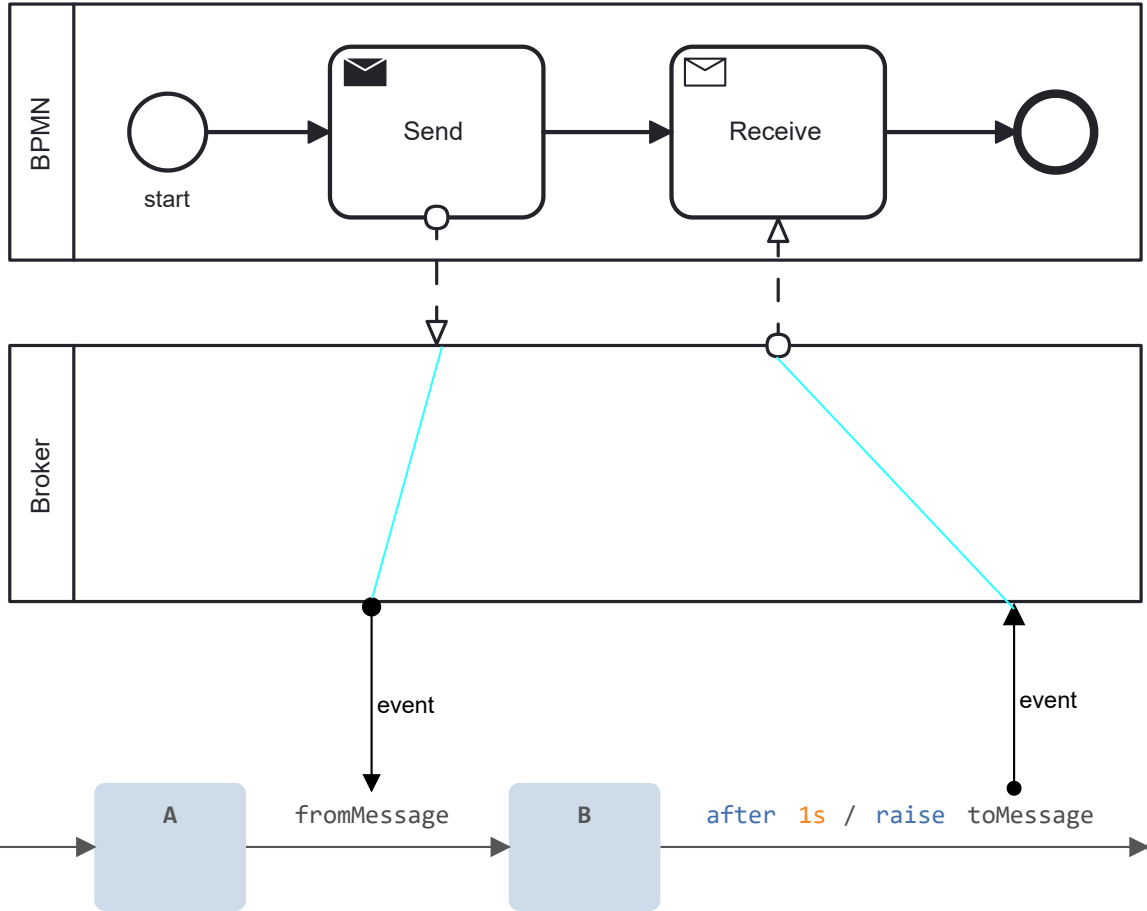 BPMN
Send
Receive
start
Broker
event
event
A
fromMessage
B
after 1s / raise toMessage